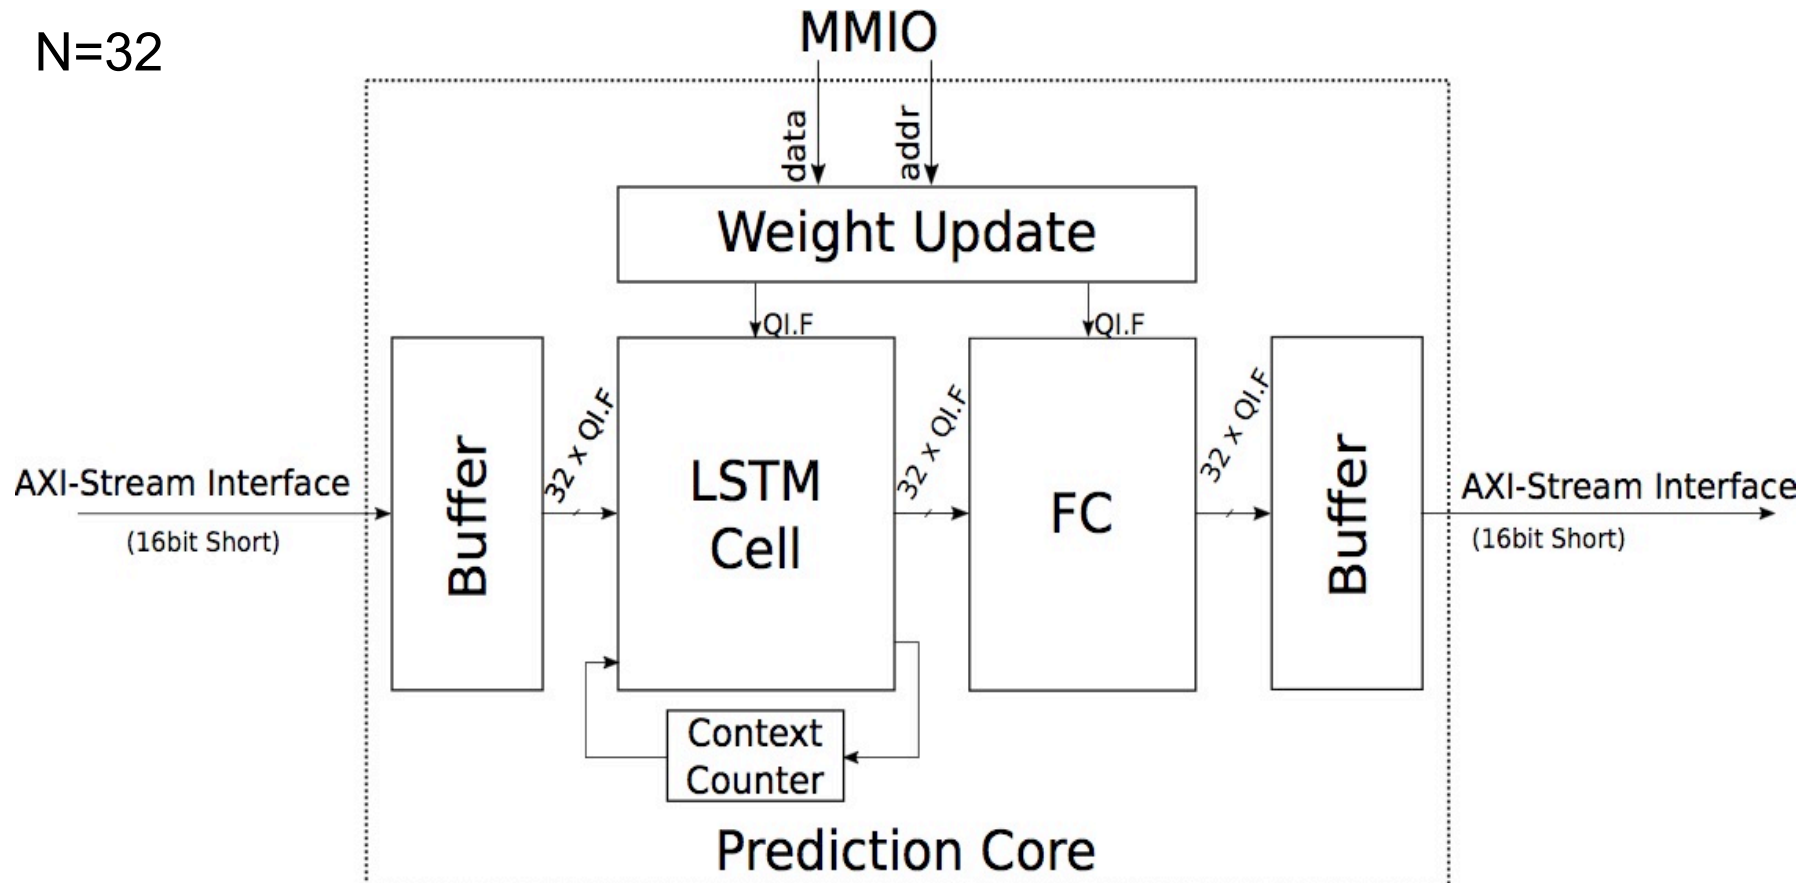 N=32
MMIO
data
addr
Weight Update
QI.F
QI.F
Buffer
32 x QI.F
LSTM
Cell
32 x QI.F
FC
32 x QI.F
Buffer
AXI-Stream Interface
(16bit Short)
AXI-Stream Interface
(16bit Short)
Context
Counter
Prediction Core